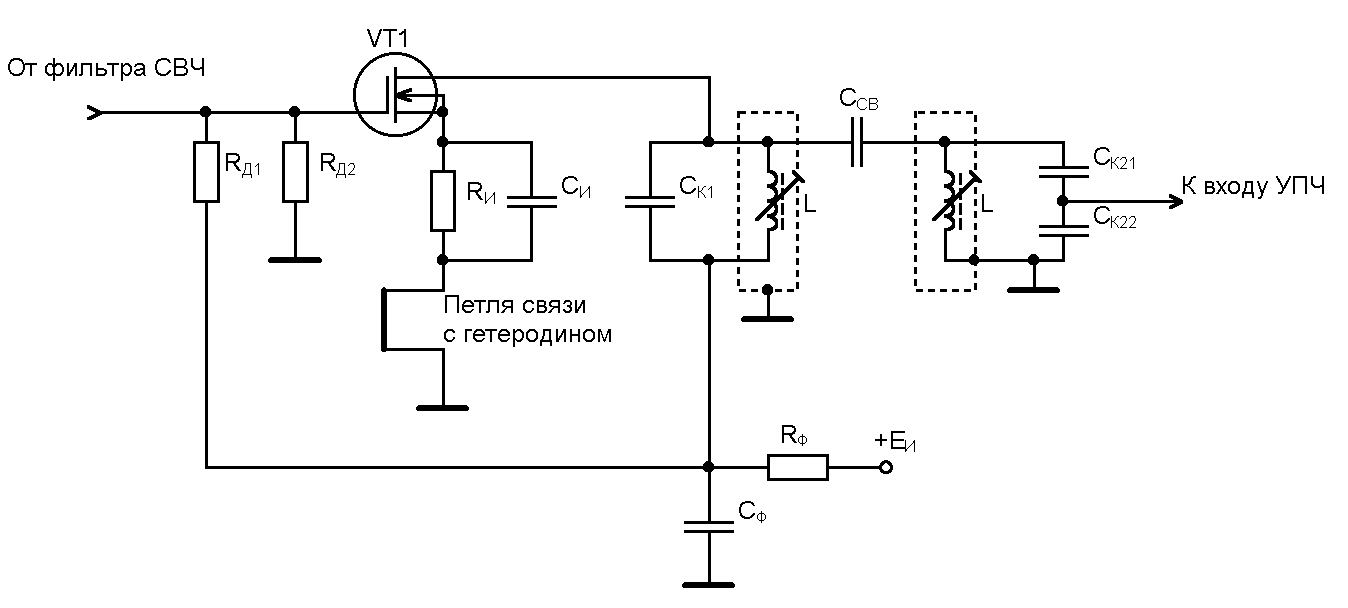 VT1
От фильтра СВЧ
CСВ
RД1
RД2
RИ
CИ
CК1
L
L
CК21
CК22
К входу УПЧ
Петля связи
с гетеродином
RФ
+EИ
CФ